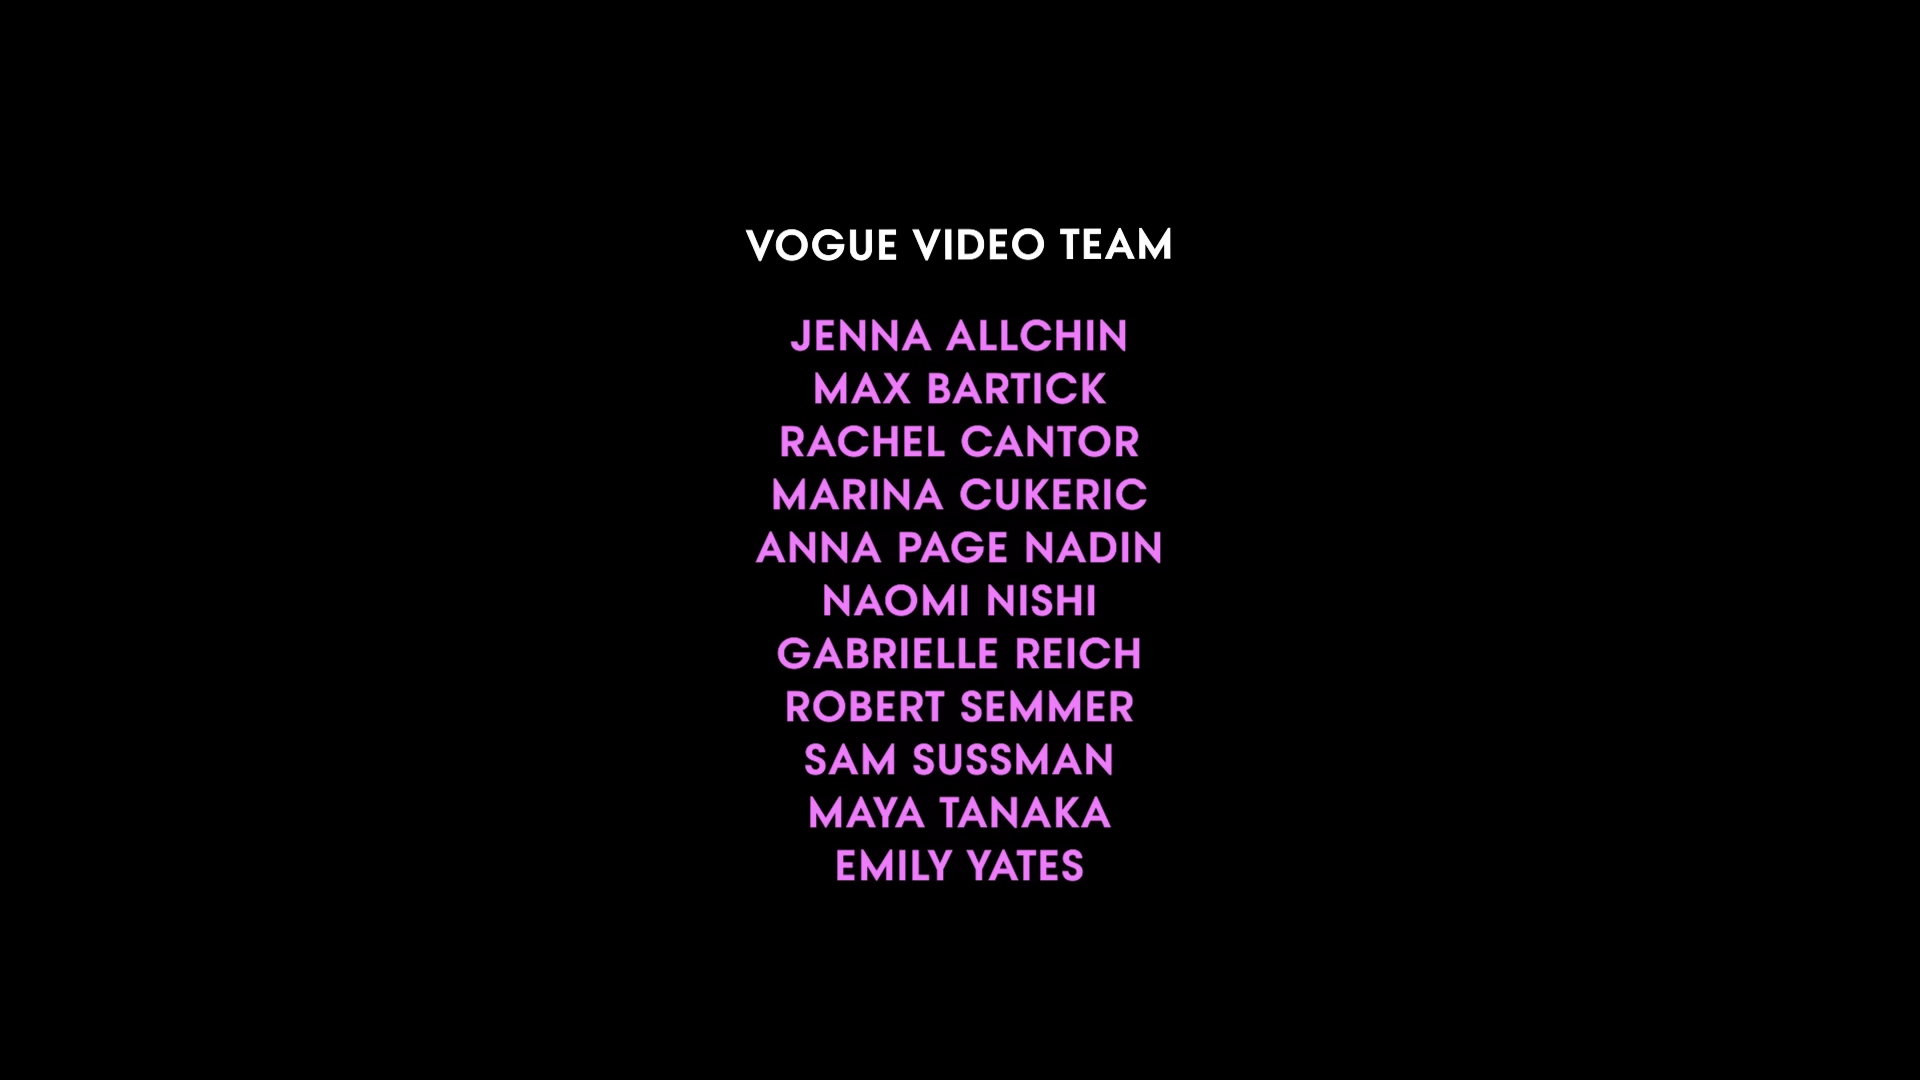 VOGUE VIDEO TEAM
JENNA ALLCHIN
MAX BARTICK
RACHEL CANTOR
MARINA CUKERIC
ANNA PAGE NADIN
NAOMI NISHI
GABRIELLE REICH
ROBERT SEMMER
SAM SUSSMAN
MAYA TANAKA
EMILY YATES